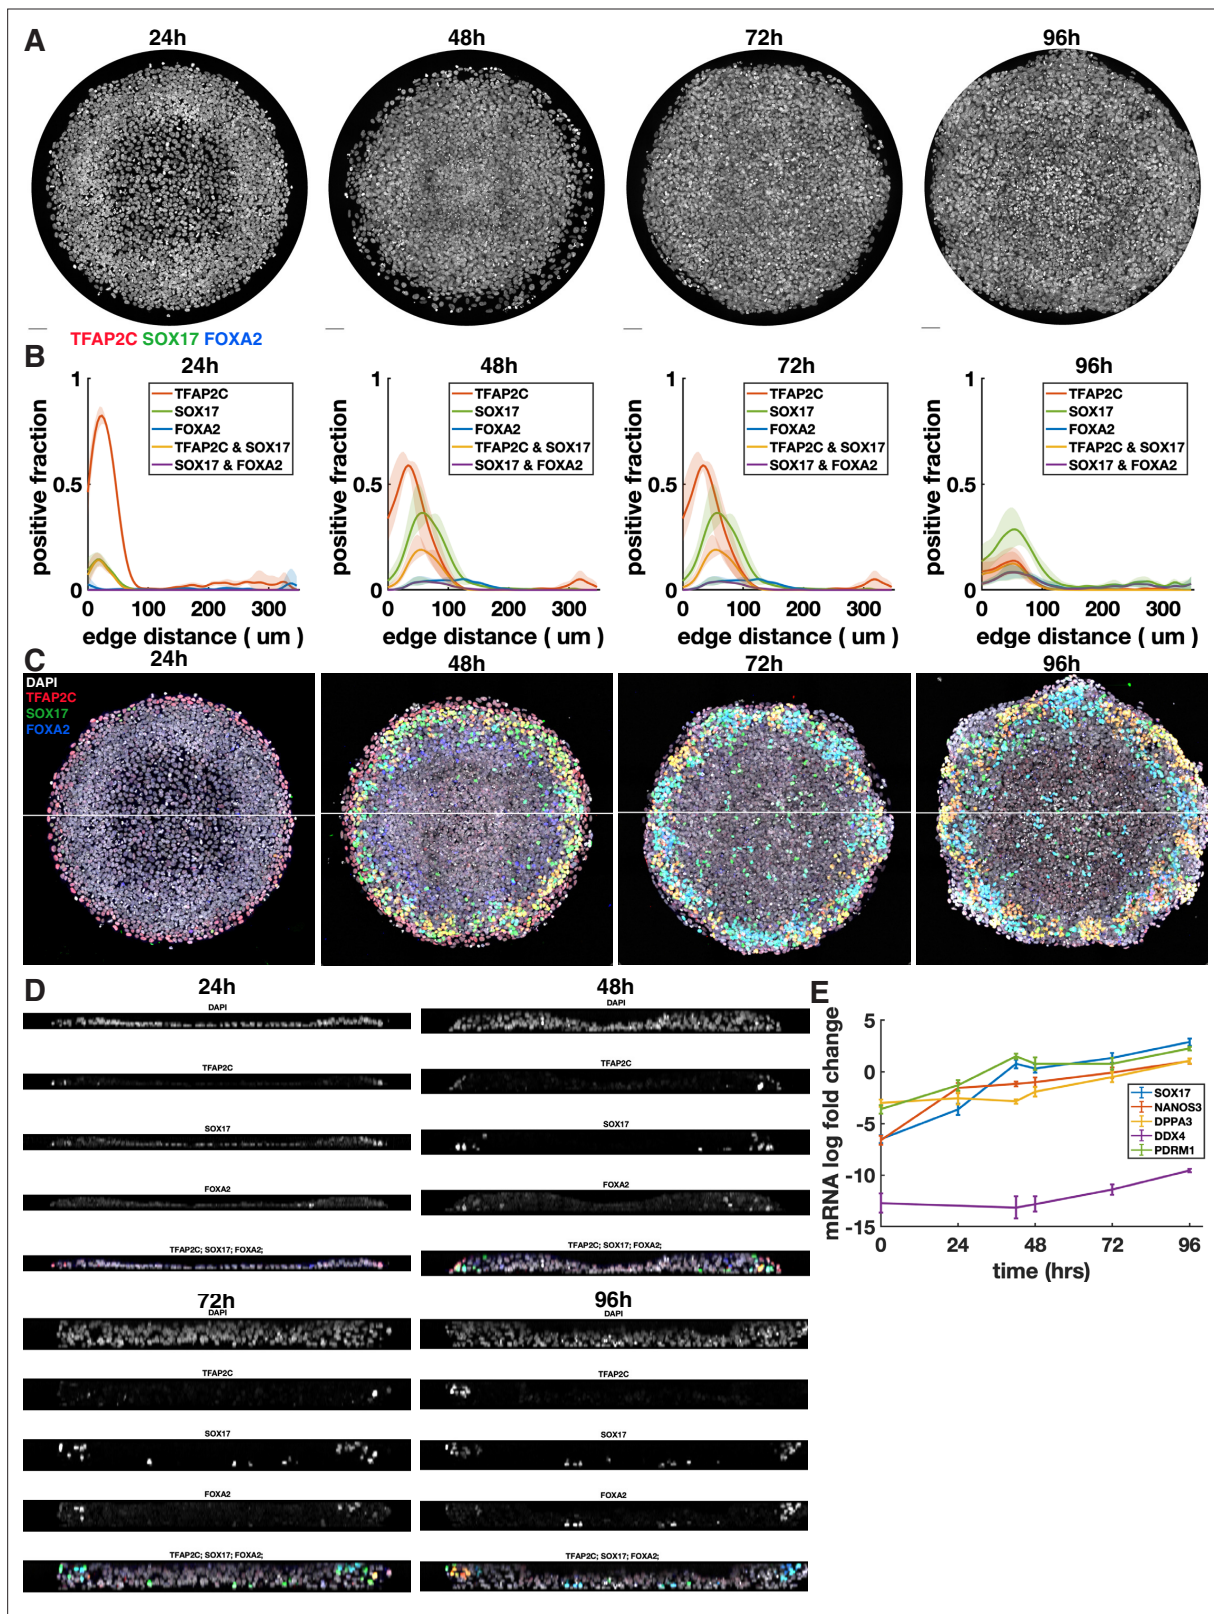 A
24h 48h 72h 96h
TFAP2C SOX17 FOXA2
B
24h
1
0.5
0
positive fraction
TFAP2C
SOX17
FOXA2
TFAP2C & SOX17
SOX17 & FOXA2
0 100 200 300
edge distance ( um )
48h
1
0.5
0
positive fraction
TFAP2C
SOX17
FOXA2
TFAP2C & SOX17
SOX17 & FOXA2
0 100 200 300
edge distance ( um )
72h
1
0.5
0
positive fraction
TFAP2C
SOX17
FOXA2
TFAP2C & SOX17
SOX17 & FOXA2
0 100 200 300
edge distance ( um )
96h
1
0.5
0
positive fraction
TFAP2C
SOX17
FOXA2
TFAP2C & SOX17
SOX17 & FOXA2
0 100 200 300
edge distance ( um )
C
24h 48h 72h 96h
DAPI
TFAP2C
SOX17
FOXA2
D
24h
DAPI
TFAP2C
SOX17
FOXA2
TFAP2C; SOX17; FOXA2;
48h
DAPI
TFAP2C
SOX17
FOXA2
TFAP2C; SOX17; FOXA2;
72h
DAPI
TFAP2C
SOX17
FOXA2
TFAP2C; SOX17; FOXA2;
96h
DAPI
TFAP2C
SOX17
FOXA2
TFAP2C; SOX17; FOXA2;
E
mRNA log fold change
5
0
-5
-10
-15
SOX17
NANOS3
DPPA3
DDX4
PDRM1
0 24 48 72 96
time (hrs)